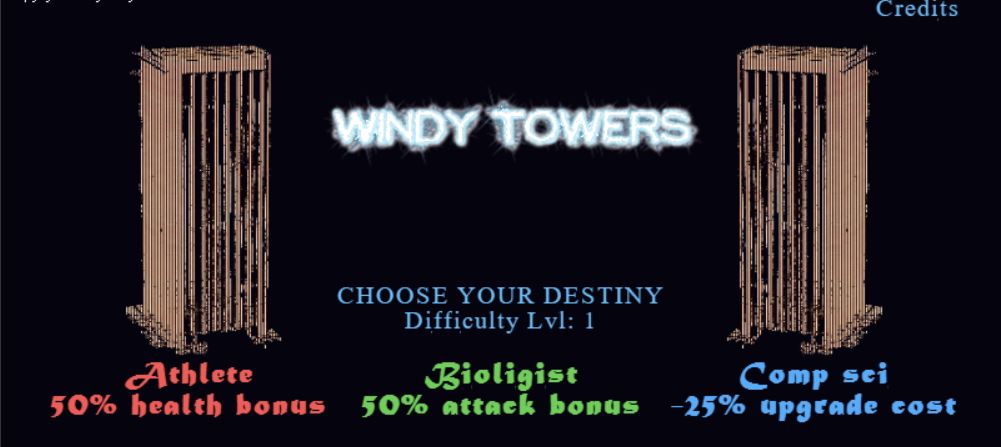 Credits
WINDY TOWERS
CHOOSE YOUR DESTINY
Difficulty Lvl: 1
Athlete
50% health bonus
Bioligist
50% attack bonus
Comp sci
-25% upgrade cost